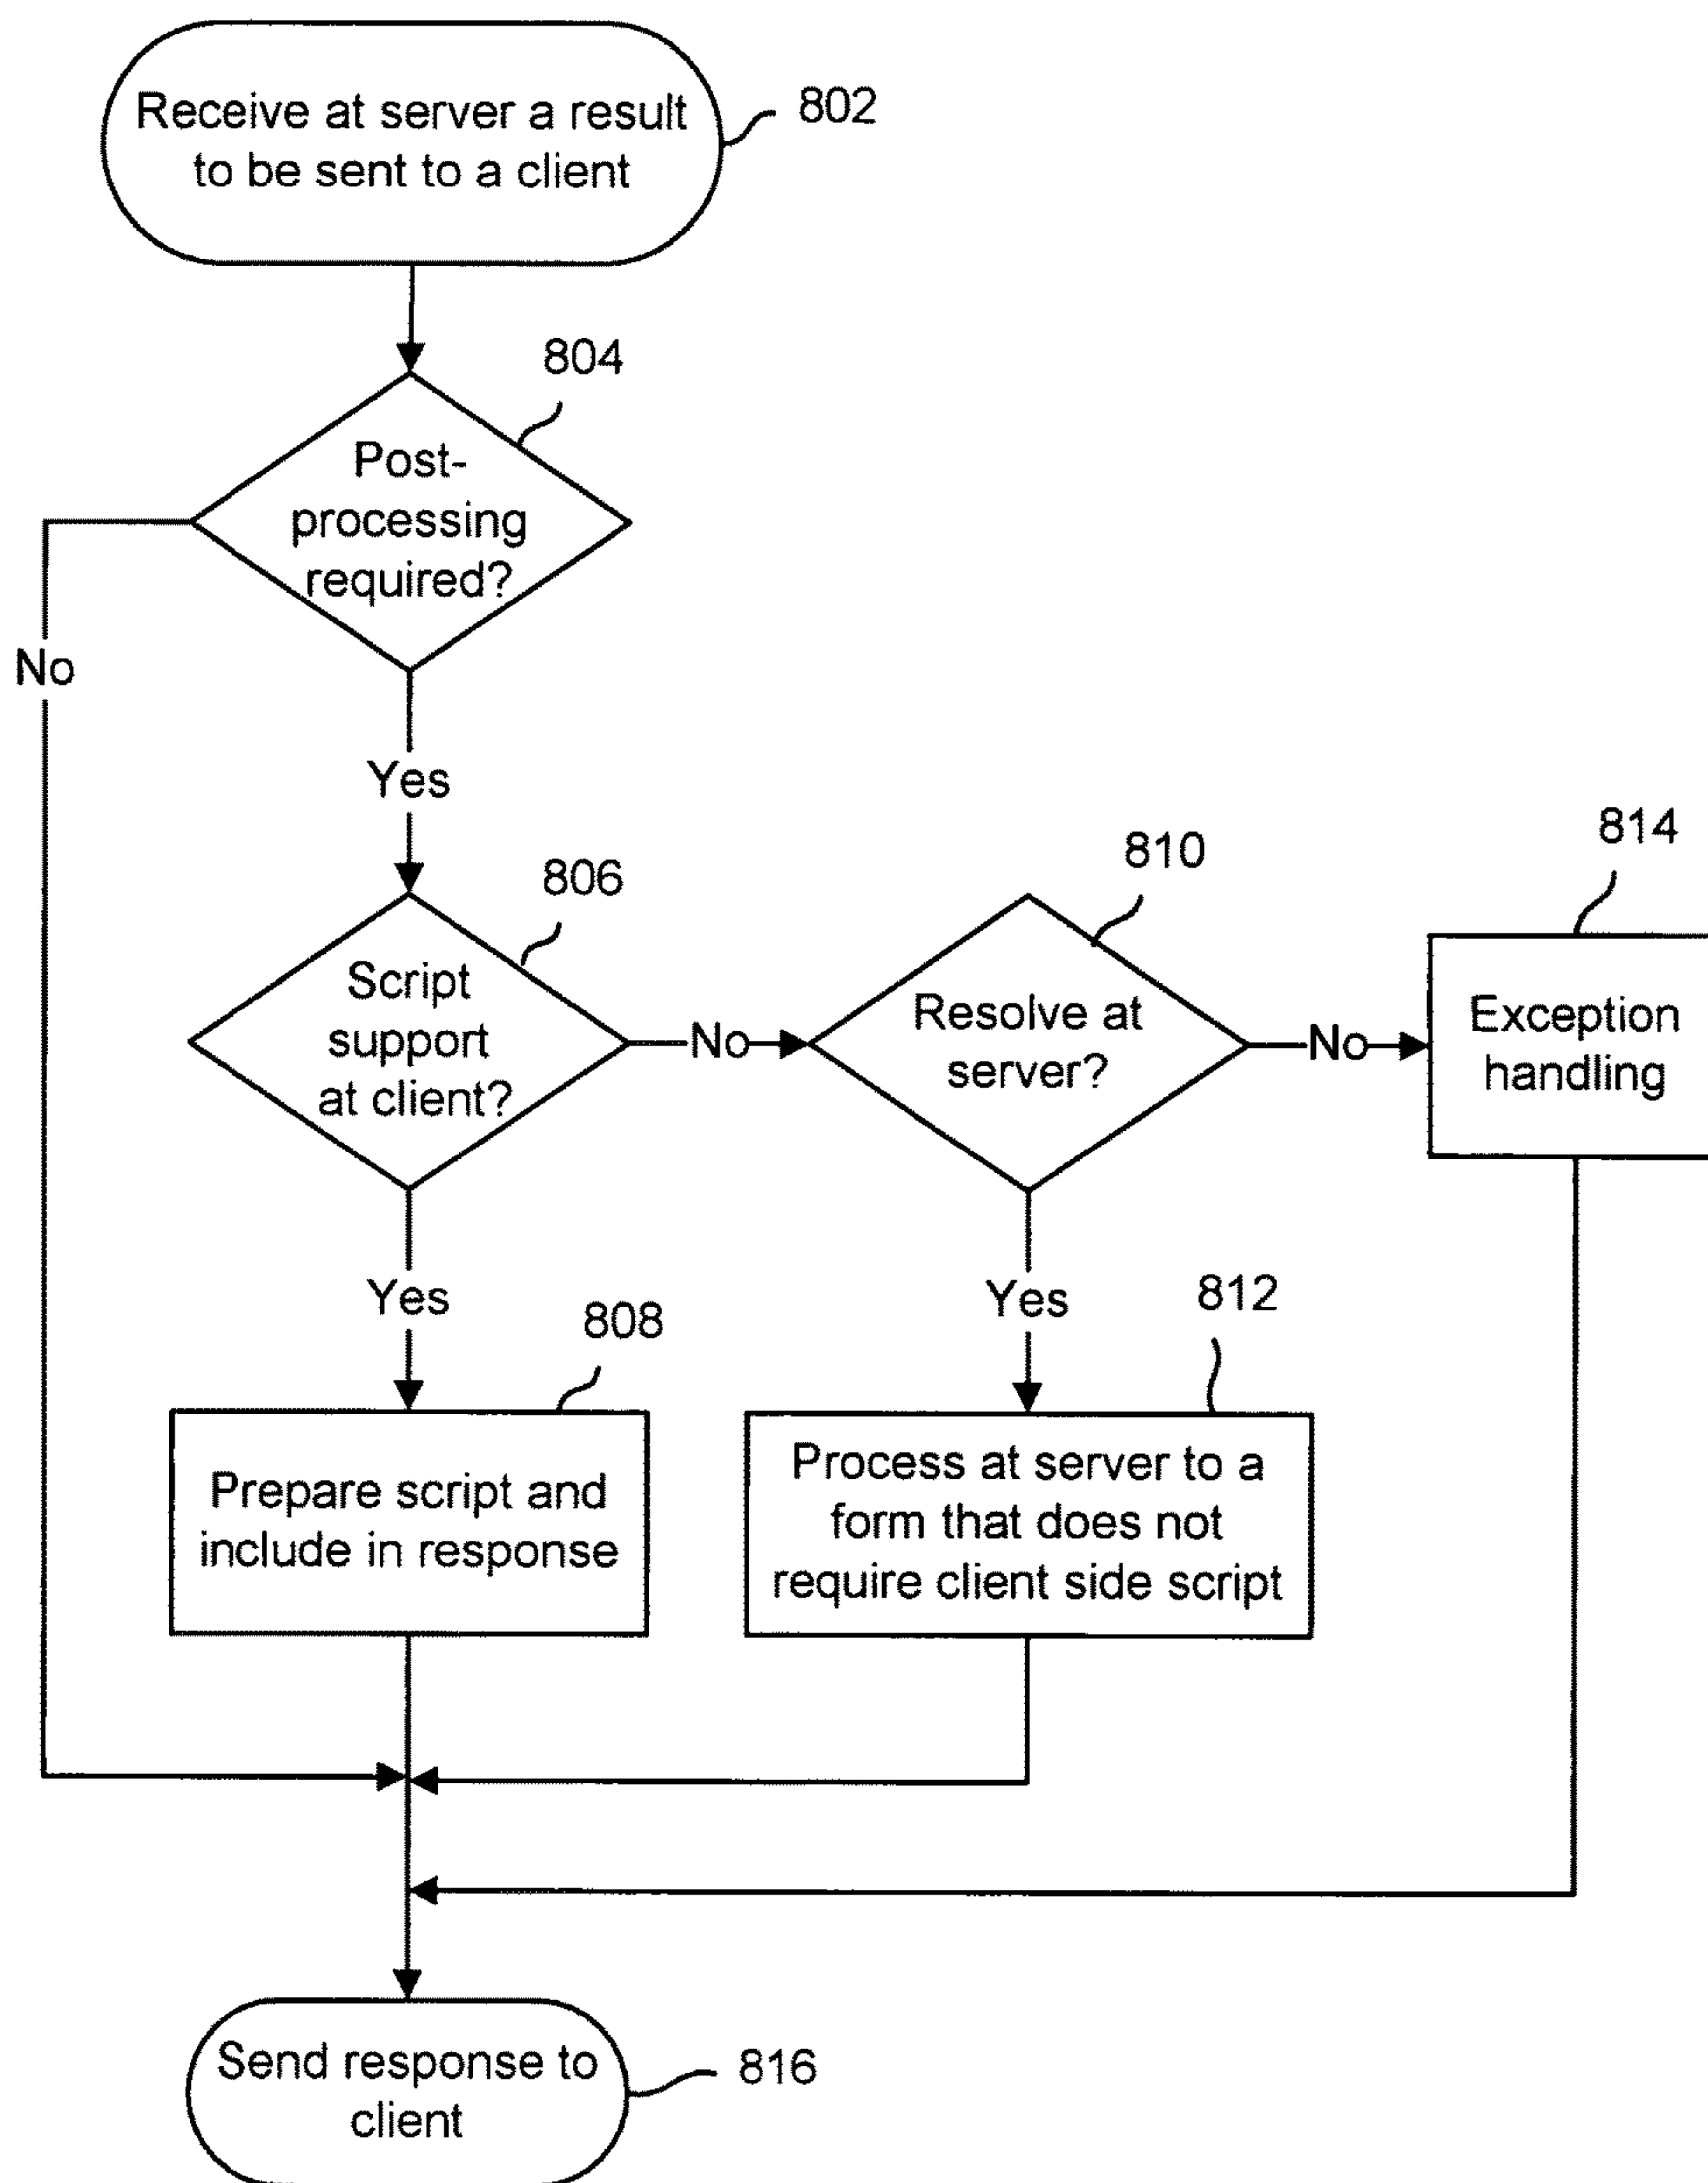 Receive at server a result
to be sent to a client
802
804
Post-
processing
required?
No
Yes
806
Script
support
at client?
No
810
Resolve at
server?
No
814
Exception
handling
Yes
808
Prepare script and
include in response
Yes
812
Process at server to a
form that does not
require client side script
Send response to
client
816